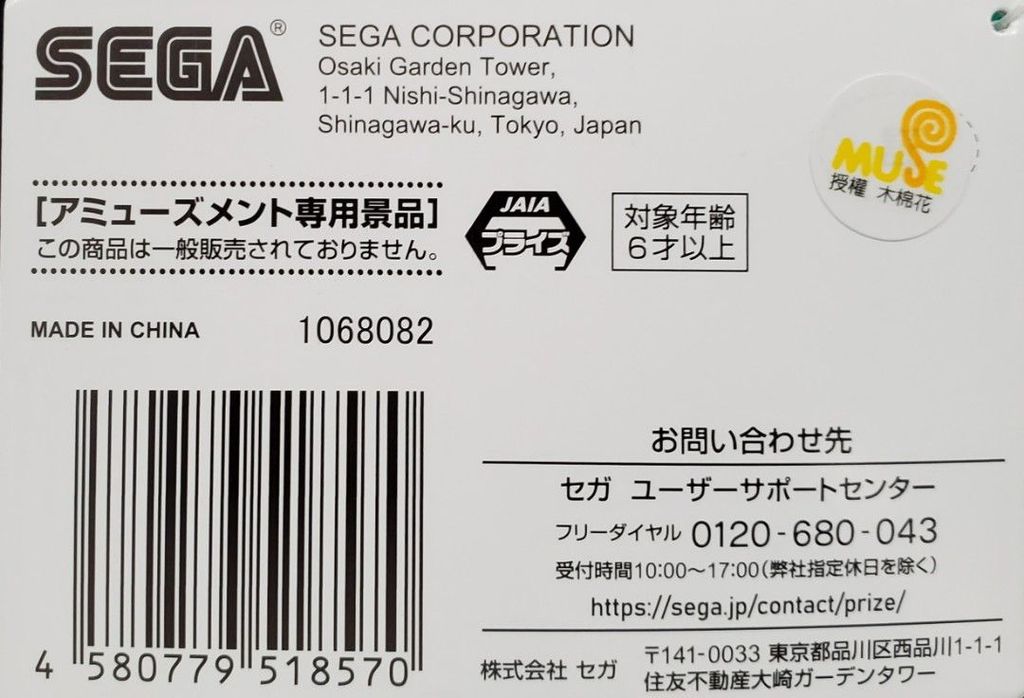 SEGA®
SEGA CORPORATION
Osaki Garden Tower,
1-1-1 Nishi-Shinagawa,
Shinagawa-ku, Tokyo, Japan
MUSE
授權 木棉花
[アミューズメント専用景品]
この商品は一般販売されておりません。
JAIA
プライズ
対象年齢
6才以上
MADE IN CHINA 1068082
4 580779 518570
お問い合わせ先
セガ ユーザーサポートセンター
フリーダイヤル 0120-680-043
受付時間10:00～17:00(弊社指定休日を除く)
https://sega.jp/contact/prize/
株式会社 セガ
〒141-0033 東京都品川区西品川1-1-1
住友不動産大崎ガーデンタワー